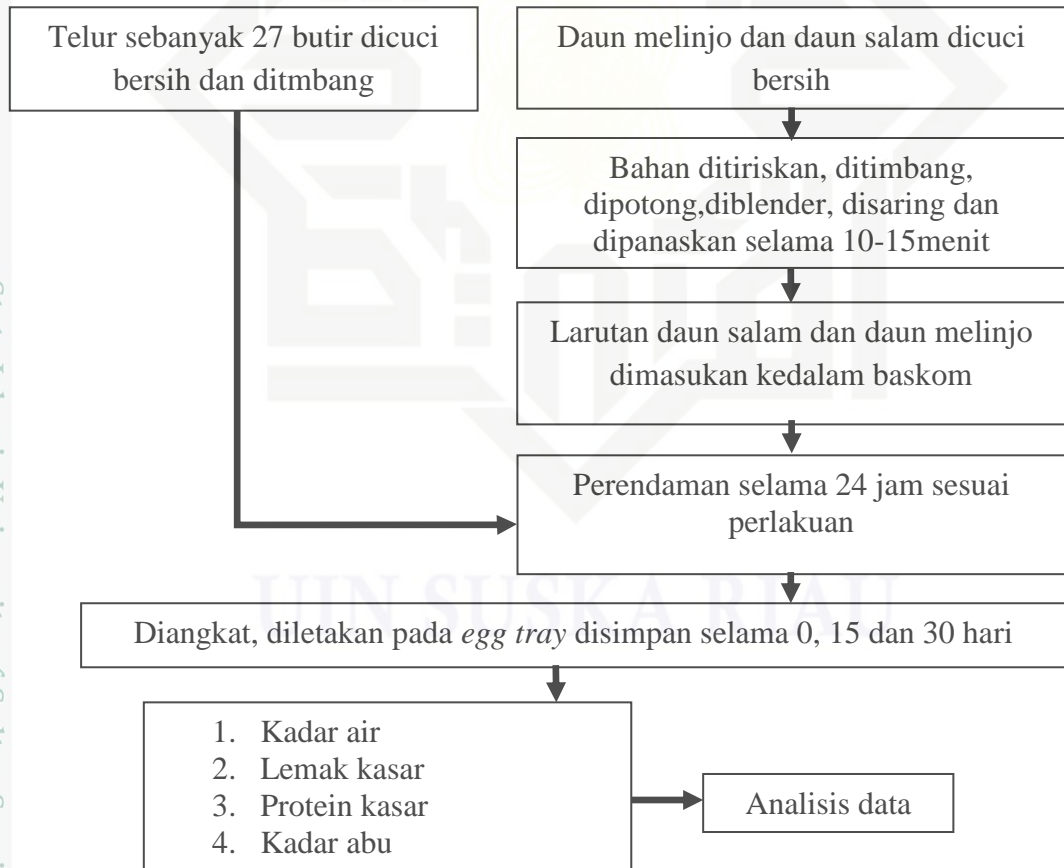 Telur sebanyak 27 butir dicuci
bersih dan ditmbang
Daun melinjo dan daun salam dicuci
bersih
Bahan ditiriskan, ditimbang,
dipotong,diblender, disaring dan
dipanaskan selama 10-15menit
Larutan daun salam dan daun melinjo
dimasukan kedalam baskom
Perendaman selama 24 jam sesuai
perlakuan
UIN SUSKA RIAU
Diangkat, diletakan pada egg tray disimpan selama 0, 15 dan 30 hari
1. Kadar air
2. Lemak kasar
3. Protein kasar
4. Kadar abu
Analisis data